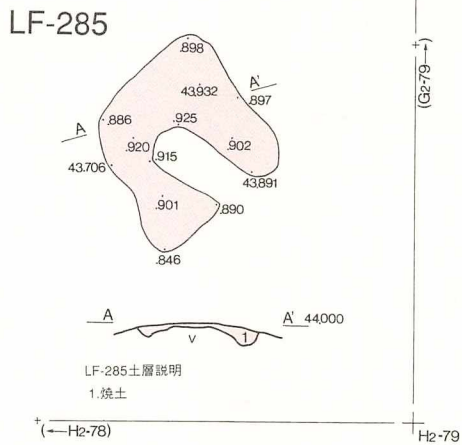 LF-285
.898
43.932
A'
.897
.886
.925
A
.920
.915
.902
43.706
43.891
.901
.890
.846
(G2-79→)
A
A' 44.000
V
1
LF-285土層説明
1.焼土
(←H2-78)
H2-79